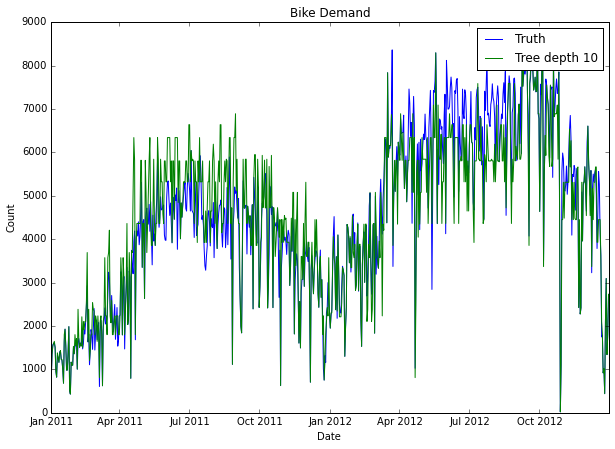 Bike Demand
9000
8000
7000
6000
5000
4000
3000
2000
1000
0
Count
Truth
Tree depth 10
Jan 2011 Apr 2011 Jul 2011 Oct 2011 Jan 2012 Apr 2012 Jul 2012 Oct 2012
Date